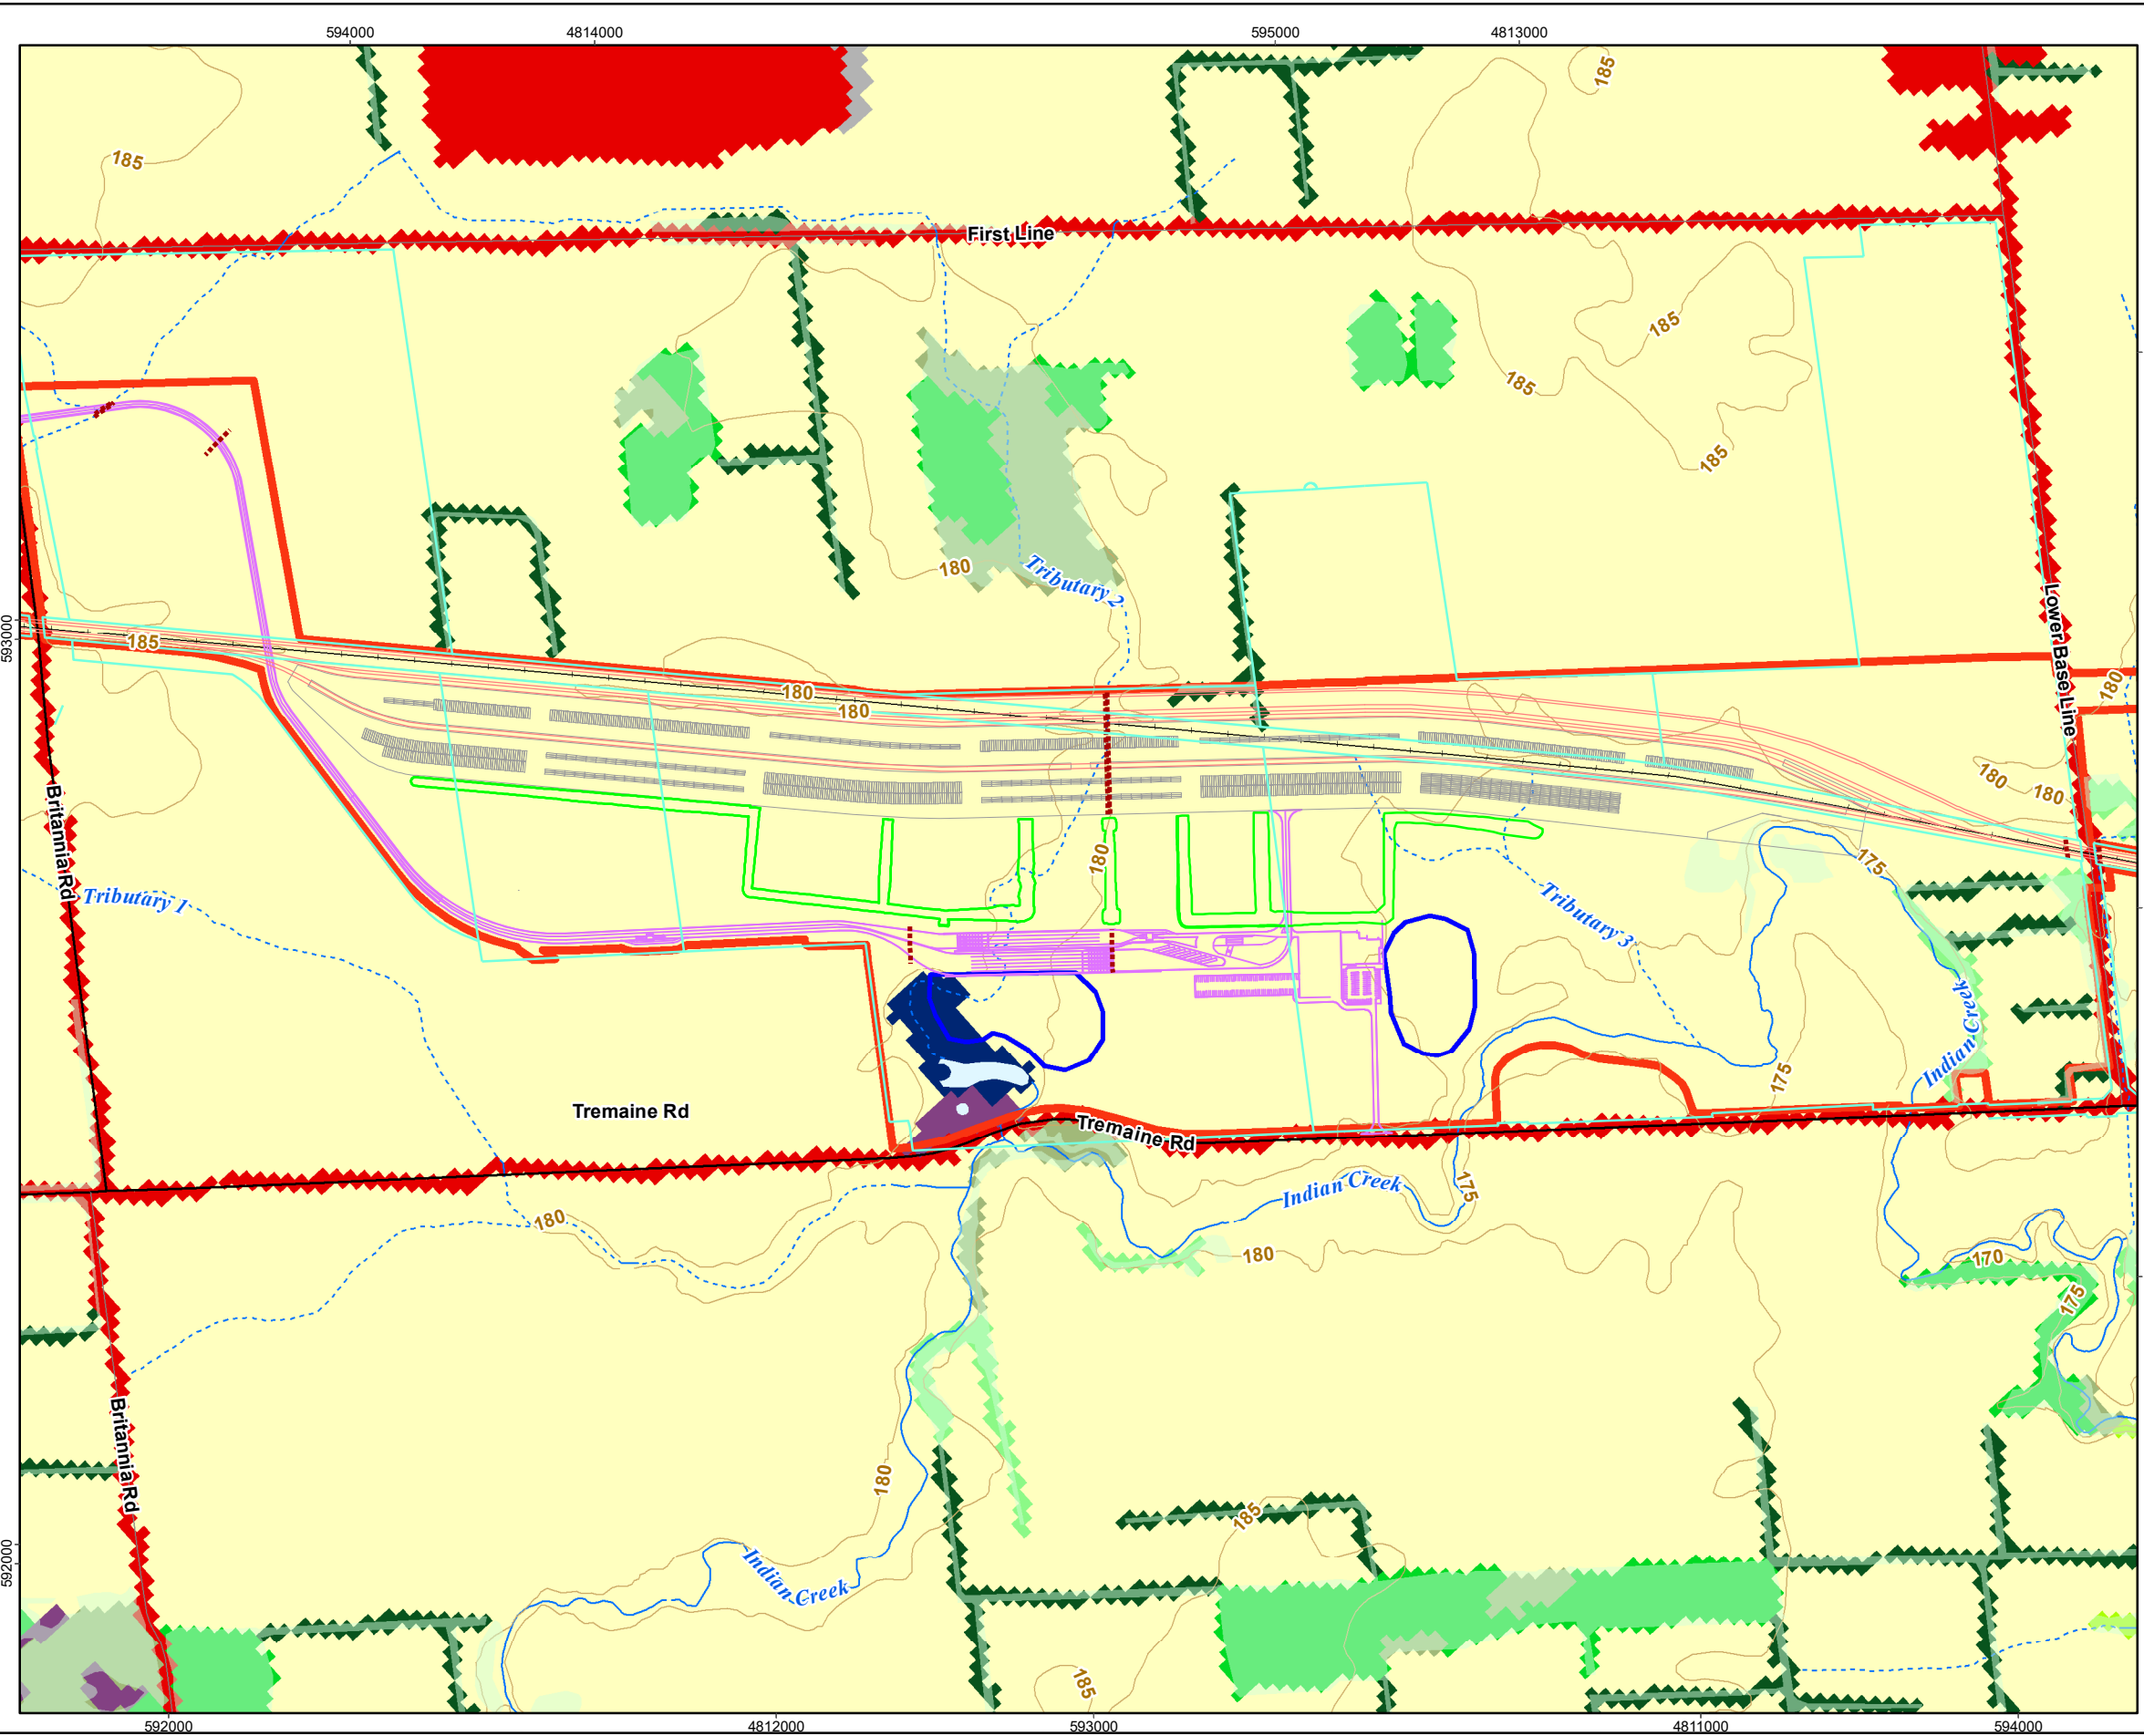 594000
4814000
595000
4813000
185
185
First Line
185
185
185
180
Tributary 2
593000
185
180
180
180
Lower Base Line
180
180
Britannia Rd
180
175
Tributary 1
Tributary 3
Indian Creek
175
Tremaine Rd
Tremaine Rd
Indian Creek
175
180
180
170
175
Britannia Rd
180
185
Indian Creek
592000
185
592000
4812000
593000
4811000
594000